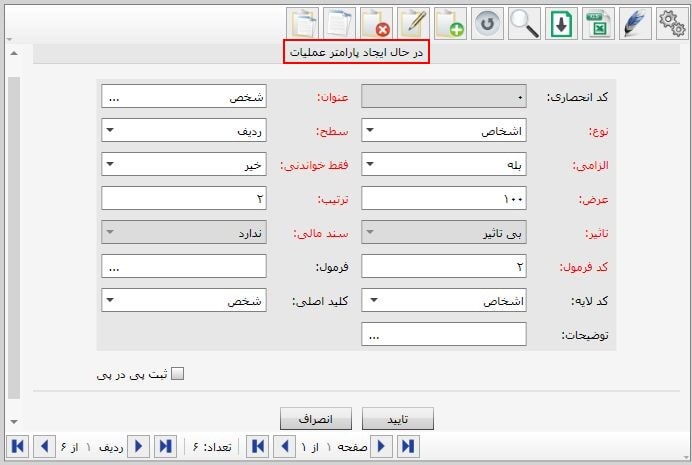 در حال ایجاد پارامتر عملیات
کد انحصاری: ۰ عنوان: شخص ...
نوع: اشخاص سطح: ردیف
الزامی: بله فقط خواندنی: خیر
عرض: ۱۰۰ ترتیب: ۲
تاثیر: بی تاثیر سند مالی: ندارد
کد فرمول: ۲ فرمول: ...
کد لایه: اشخاص کلید اصلی: شخص
توضیحات: ...
ثبت پی در پی
تایید انصراف
صفحه ۱ از ۱ تعداد: ۶ ردیف ۱ از ۶